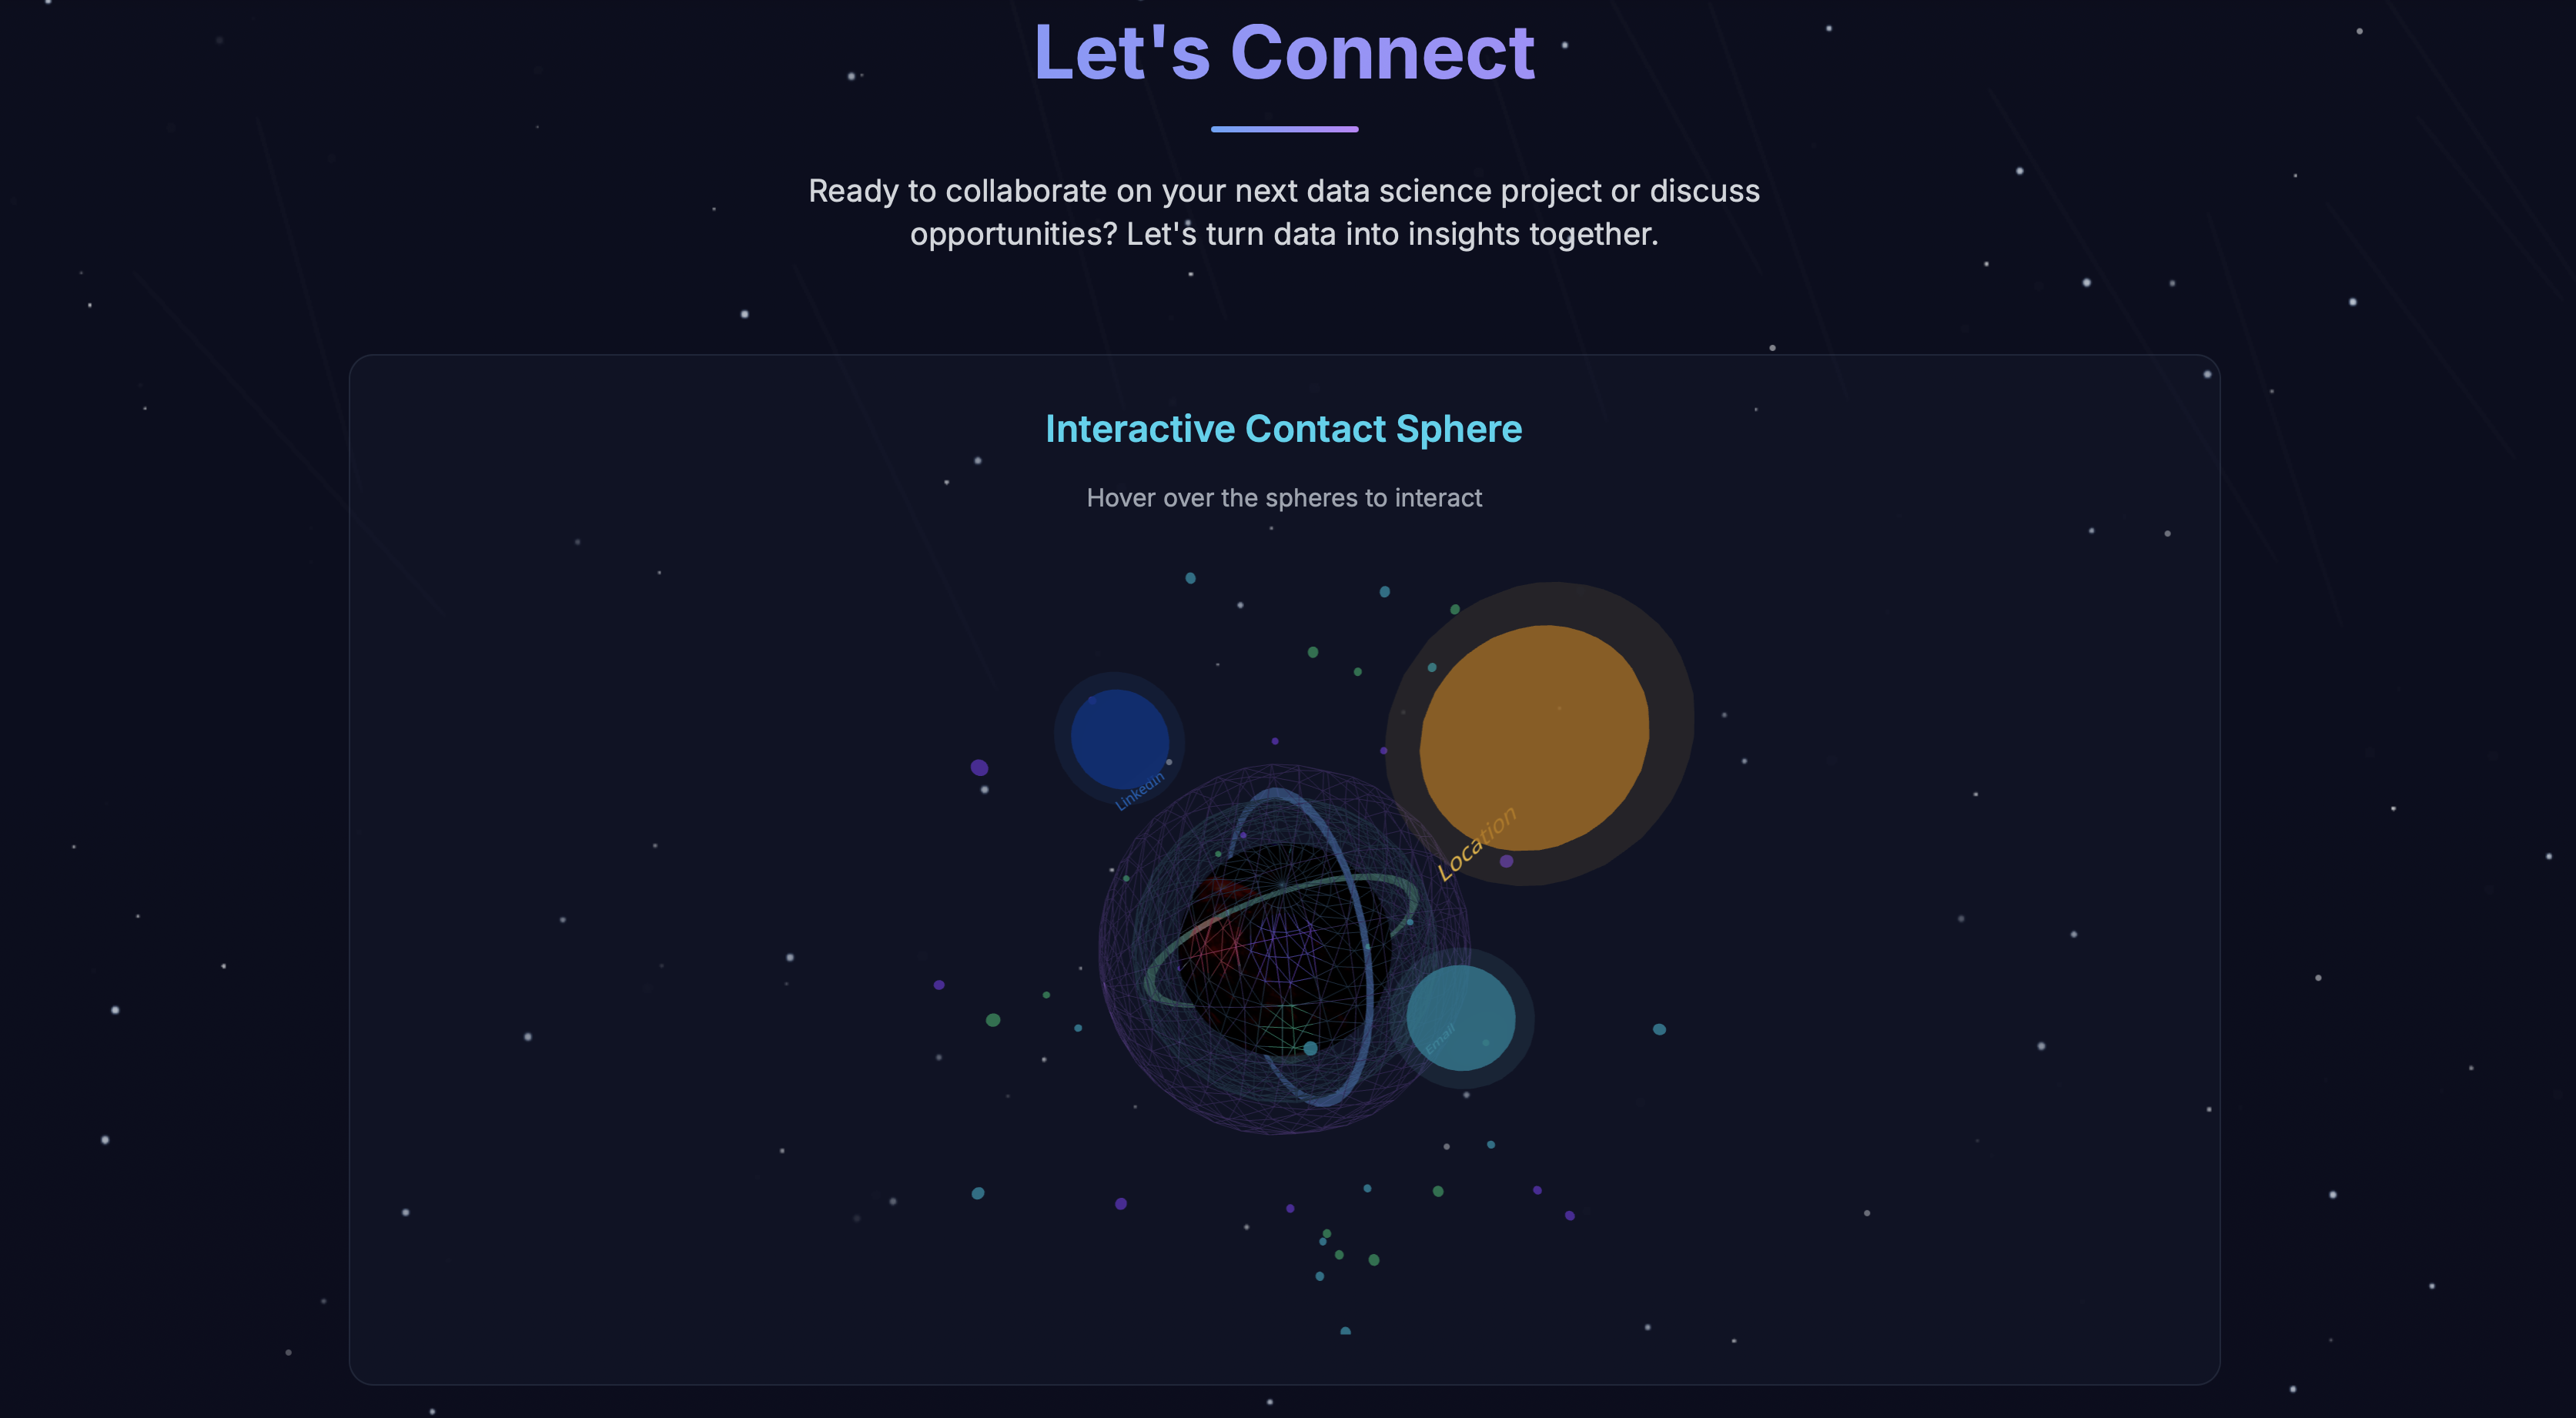 Let's Connect
Ready to collaborate on your next data science project or discuss
opportunities? Let's turn data into insights together.
Interactive Contact Sphere
Hover over the spheres to interact
LinkedIn
Location
Email